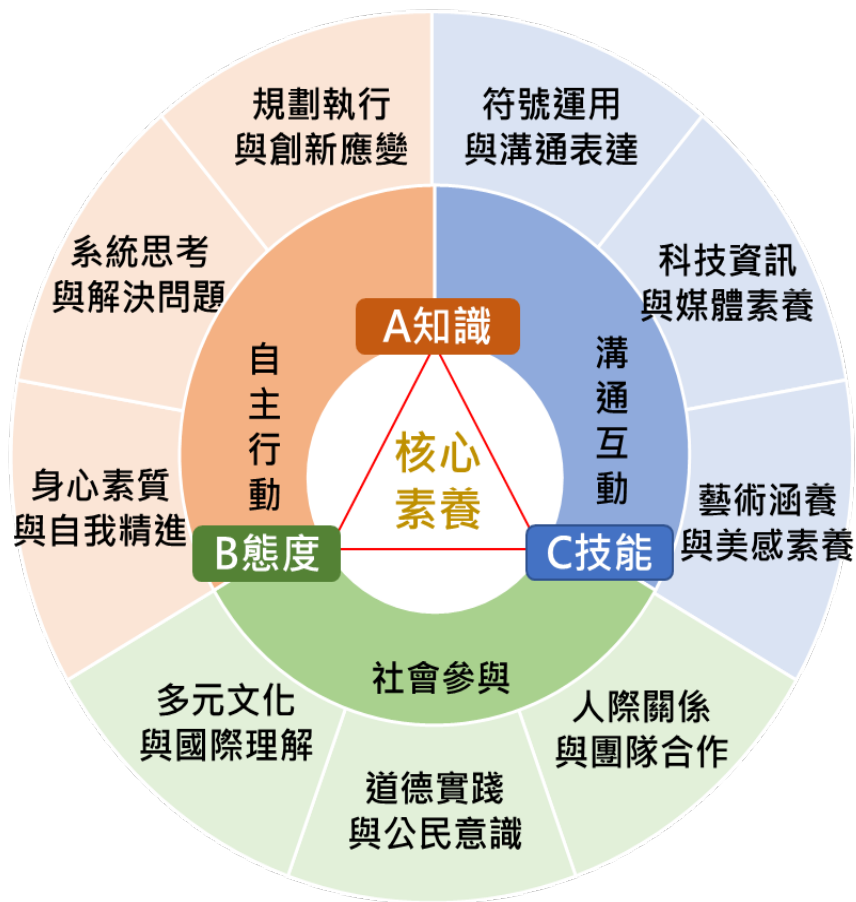 規劃執行
與創新應變
符號運用
與溝通表達
系統思考
與解決問題
科技資訊
與媒體素養
A知識
自主行動
溝通互動
核心
素養
身心素質
與自我精進
藝術涵養
與美感素養
B態度
C技能
社會參與
多元文化
與國際理解
人際關係
與團隊合作
道德實踐
與公民意識